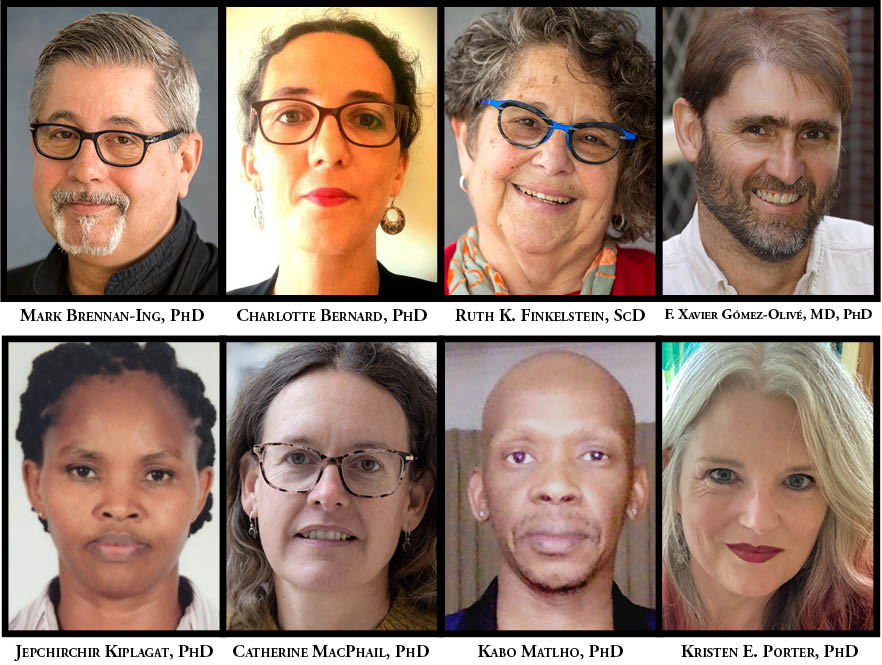 Mark Brennan-Ing, PhD
Charlotte Bernard, PhD
Ruth K. Finkelstein, ScD
F. Xavier Gómez-Olivé, MD, PhD
Jepchirchir Kiplagat, PhD
Catherine MacPhail, PhD
Kabo Matlho, PhD
Kristen E. Porter, PhD